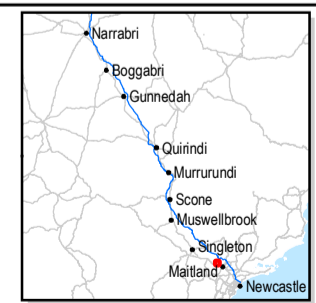 Narrabri
Boggabri
Gunnedah
Quirindi
Murrurundi
Scone
Muswellbrook
Singleton
Maitland
Newcastle